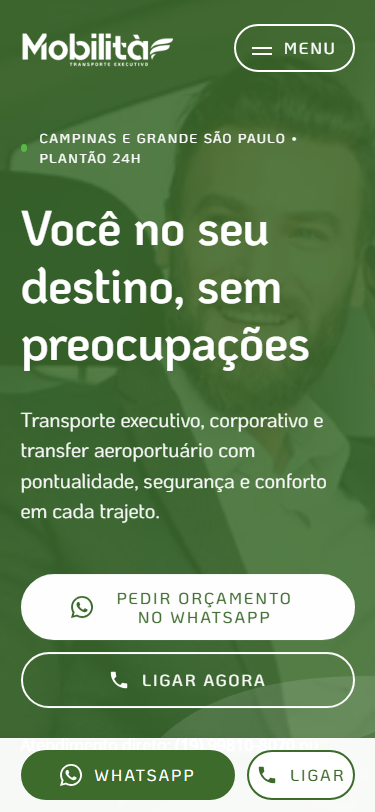 Mobilità
TRANSPORTE EXECUTIVO
MENU
CAMPINAS E GRANDE SÃO PAULO •
PLANTÃO 24H
Você no seu
destino, sem
preocupações
Transporte executivo, corporativo e
transfer aeroportuário com
pontualidade, segurança e conforto
em cada trajeto.
PEDIR ORÇAMENTO
NO WHATSAPP
LIGAR AGORA
WHATSAPP
LIGAR